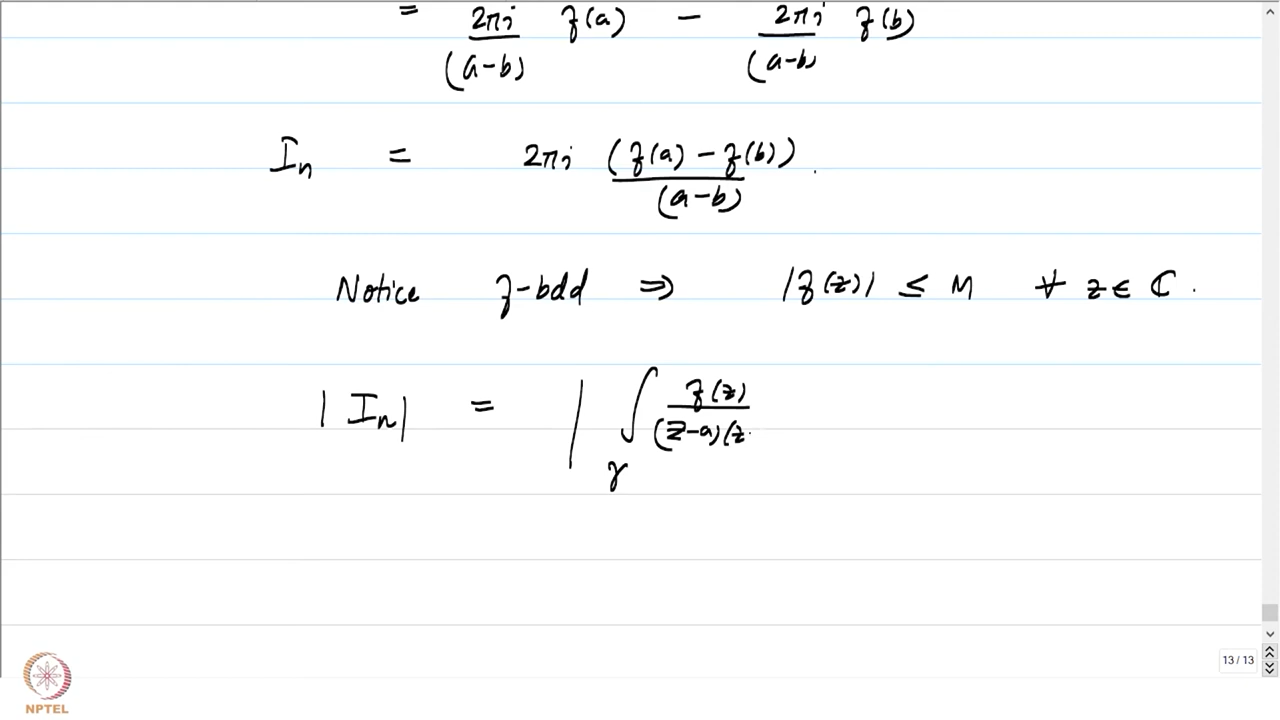 = 2πi/(a-b) f(a) - 2πi/(a-b) f(b)
In = 2πi (f(a) - f(b))/(a-b) .
Notice f-bdd ⇒ |f(z)| ≤ M ∀ z ∈ ℂ .
|In| = | ∫γ f(z)/(z-a)(z-
13 / 13
NPTEL